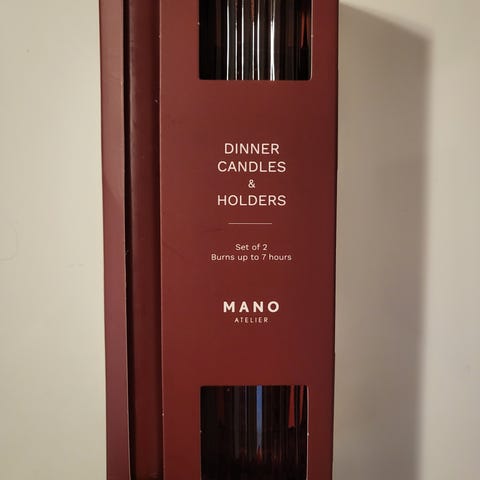 DINNER
CANDLES
&
HOLDERS
Set of 2
Burns up to 7 hours
MANO
ATELIER